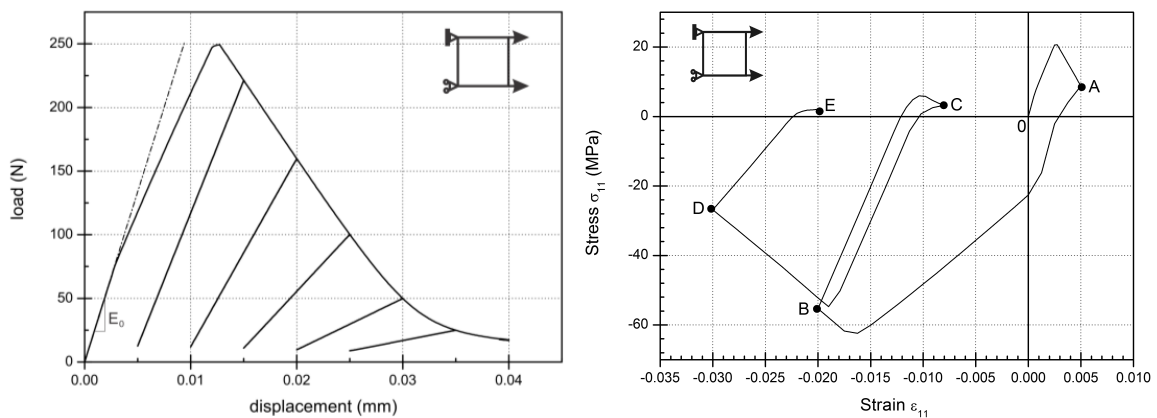 250
200
150
100
50
0
load (N)
E0
0.00 0.01 0.02 0.03 0.04
displacement (mm)
20
0
-20
-40
-60
Stress σ11 (MPa)
A
E
C
0
D
B
-0.035 -0.030 -0.025 -0.020 -0.015 -0.010 -0.005 0.000 0.005 0.010
Strain ε11